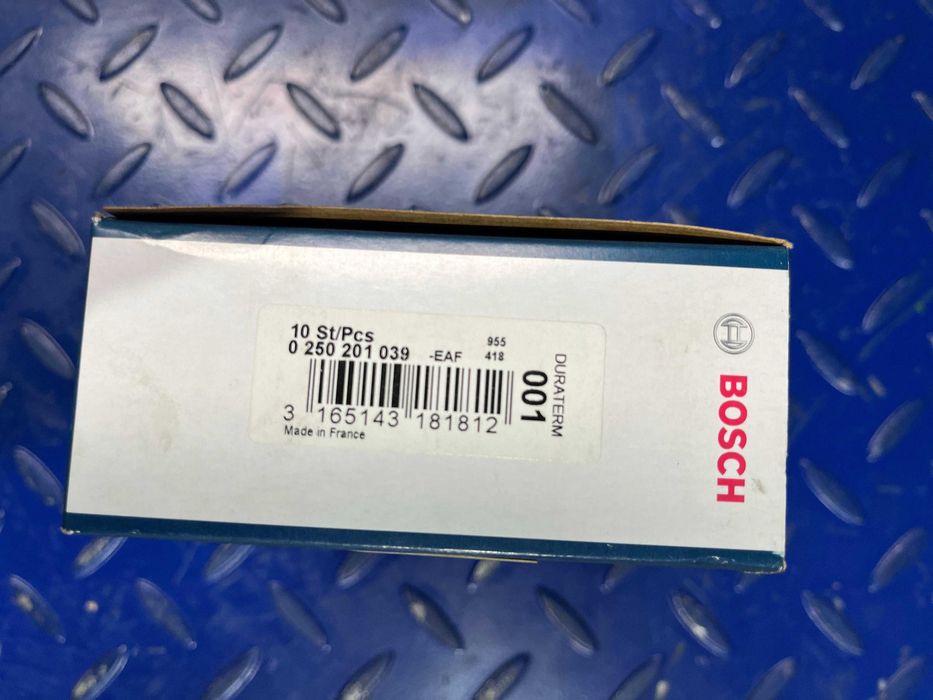 10 St/Pcs
0 250 201 039 -EAF
955
418
DURATERM
001
3 165143 181812
Made in France
BOSCH